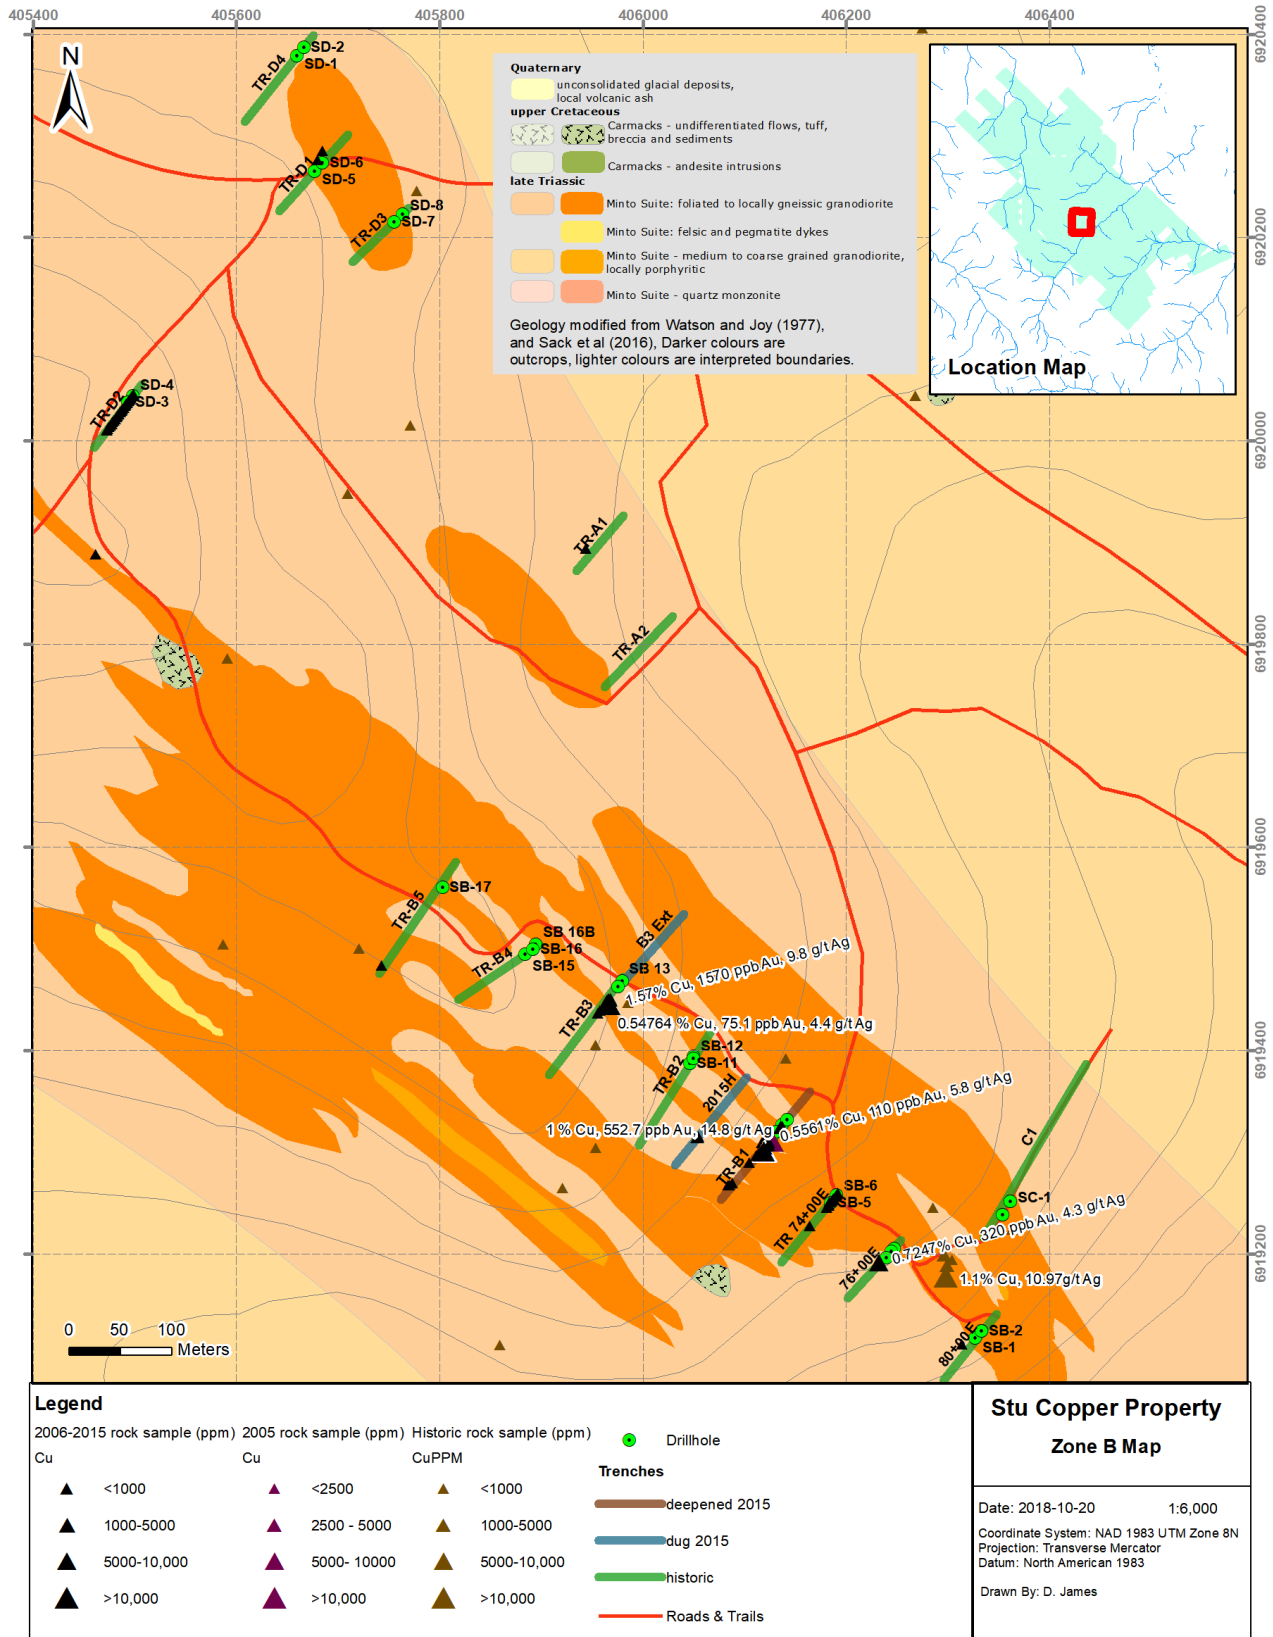 405400
405600
405800
406000
406200
406400
6920400
6920200
6920000
6919800
6919600
6919400
6919200
N
Quaternary
unconsolidated glacial deposits,
local volcanic ash
upper Cretaceous
Carmacks - undifferentiated flows, tuff,
breccia and sediments
Carmacks - andesite intrusions
late Triassic
Minto Suite: foliated to locally gneissic granodiorite
Minto Suite: felsic and pegmatite dykes
Minto Suite - medium to coarse grained granodiorite,
locally porphyritic
Minto Suite - quartz monzonite
Geology modified from Watson and Joy (1977),
and Sack et al (2016), Darker colours are
outcrops, lighter colours are interpreted boundaries.
Location Map
SD-2
SD-1
TR-D4
SD-6
SD-5
TR-D1
SD-8
SD-7
TR-D3
SD-4
SD-3
TR-D2
TR-A1
TR-A2
SB-17
TR-B5
SB 16B
SB-16
SB-15
TR-B4
B3 Ext
SB 13
TR-B3
1.57% Cu, 1570 ppb Au, 9.8 g/t Ag
0.54764 % Cu, 75.1 ppb Au, 4.4 g/t Ag
SB-12
SB-11
TR-B2
2015H
0.5561% Cu, 110 ppb Au, 5.8 g/t Ag
1 % Cu, 552.7 ppb Au, 14.8 g/t Ag
TR-B1
C1
SB-6
SB-5
TR 74+00E
SC-1
0.7247% Cu, 320 ppb Au, 4.3 g/t Ag
76+00E
1.1% Cu, 10.97g/t Ag
SB-2
SB-1
80+00E
0 50 100
Meters
Legend
2006-2015 rock sample (ppm)
Cu
<1000
1000-5000
5000-10,000
>10,000
2005 rock sample (ppm)
Cu
<2500
2500 - 5000
5000- 10000
>10,000
Historic rock sample (ppm)
CuPPM
<1000
1000-5000
5000-10,000
>10,000
Drillhole
Trenches
deepened 2015
dug 2015
historic
Roads & Trails
Stu Copper Property
Zone B Map
Date: 2018-10-20 1:6,000
Coordinate System: NAD 1983 UTM Zone 8N
Projection: Transverse Mercator
Datum: North American 1983
Drawn By: D. James